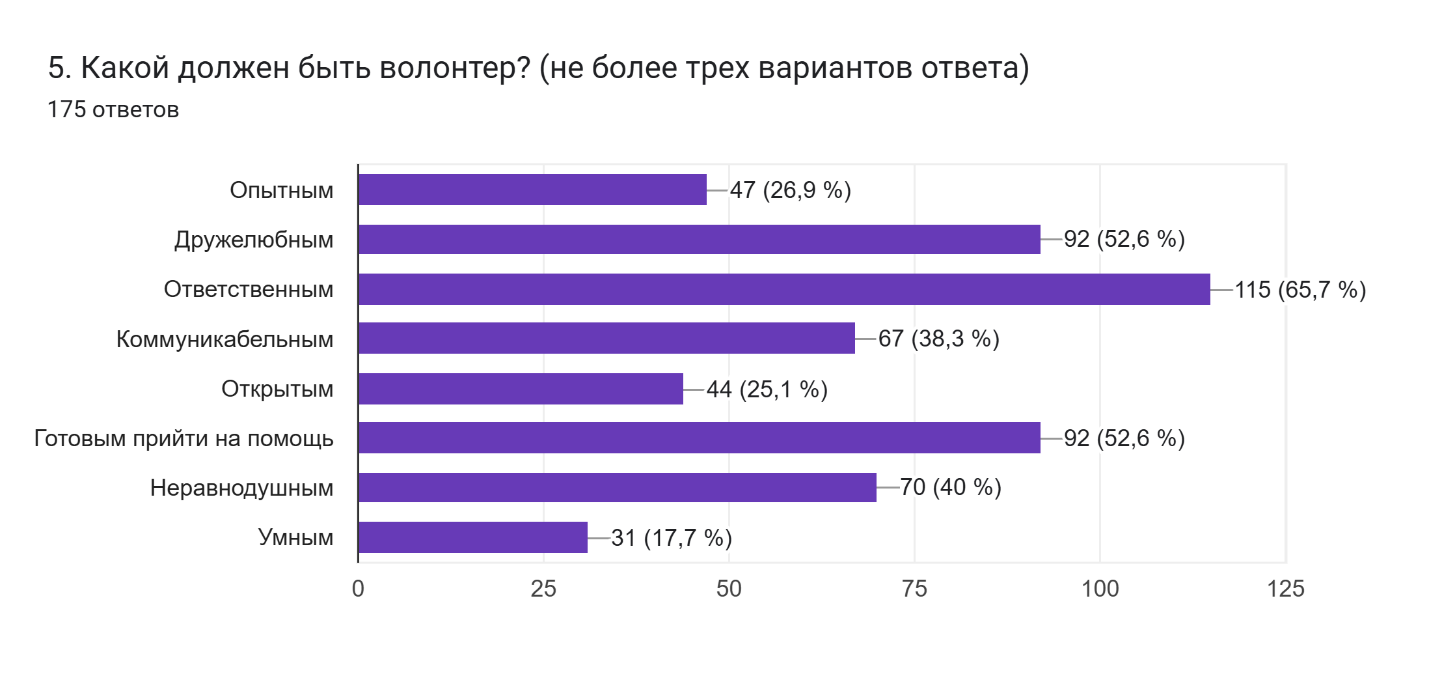 5. Какой должен быть волонтер? (не более трех вариантов ответа)
175 ответов
Опытным 47 (26,9 %)
Дружелюбным 92 (52,6 %)
Ответственным 115 (65,7 %)
Коммуникабельным 67 (38,3 %)
Открытым 44 (25,1 %)
Готовым прийти на помощь 92 (52,6 %)
Неравнодушным 70 (40 %)
Умным 31 (17,7 %)
0 25 50 75 100 125